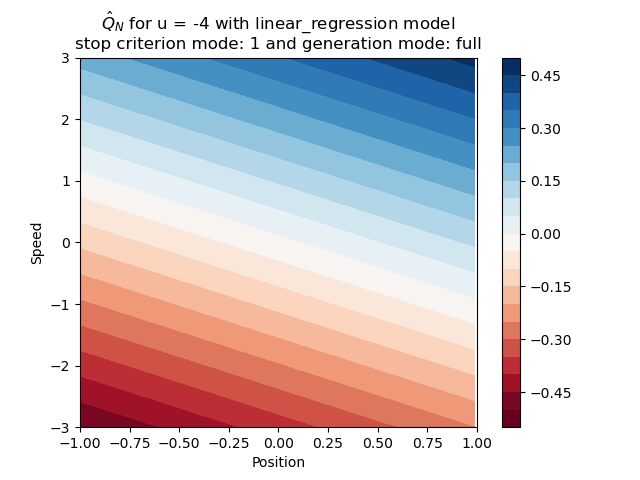 Q̂_N for u = -4 with linear_regression model
stop criterion mode: 1 and generation mode: full
3
2
1
0
−1
−2
−3
Speed
−1.00 −0.75 −0.50 −0.25 0.00 0.25 0.50 0.75 1.00
Position
0.45
0.30
0.15
0.00
−0.15
−0.30
−0.45